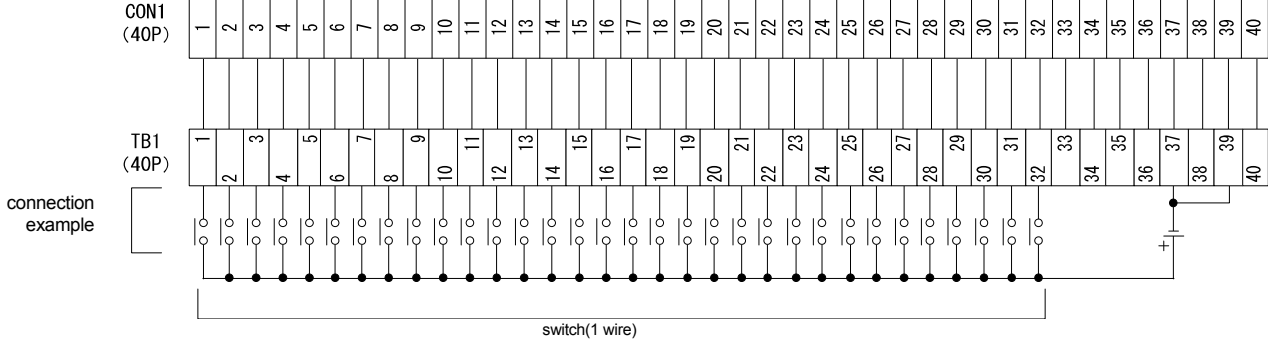 CON1
(40P)
1 2 3 4 5 6 7 8 9 10 11 12 13 14 15 16 17 18 19 20 21 22 23 24 25 26 27 28 29 30 31 32 33 34 35 36 37 38 39 40
TB1
(40P)
1 3 5 7 9 11 13 15 17 19 21 23 25 27 29 31 33 35 37 39
2 4 6 8 10 12 14 16 18 20 22 24 26 28 30 32 34 36 38 40
connection
example
+
switch(1 wire)